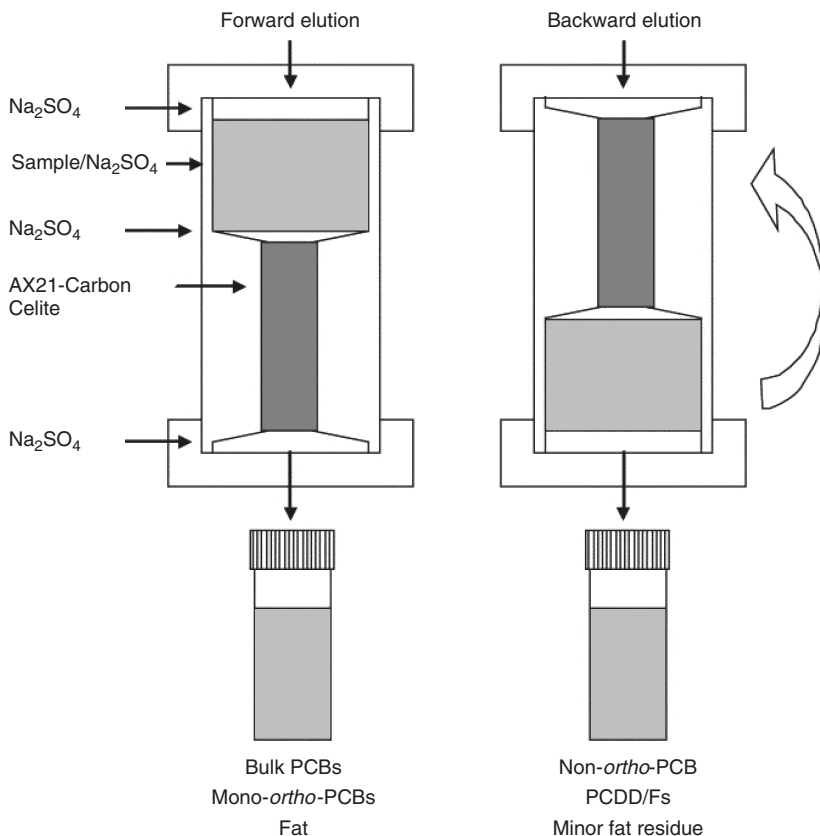 Forward elution
Backward elution
Na₂SO₄
Sample/Na₂SO₄
Na₂SO₄
AX21-Carbon
Celite
Na₂SO₄
Bulk PCBs
Mono-ortho-PCBs
Fat
Non-ortho-PCB
PCDD/Fs
Minor fat residue